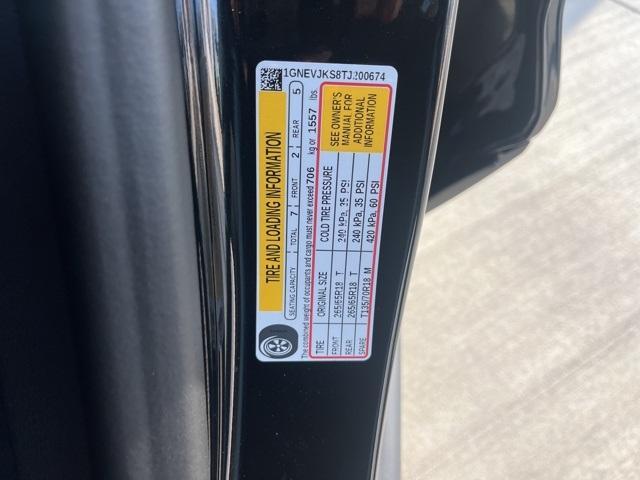 1GNEVJKS8TJ200674
TIRE AND LOADING INFORMATION
SEATING CAPACITY TOTAL 7 FRONT 2 REAR 5
The combined weight of occupants and cargo must never exceed 706 kg or 1557 lbs.
TIRE ORIGINAL SIZE COLD TIRE PRESSURE
FRONT 265/65R18 T 240 kPa, 35 PSI
REAR 265/65R18 T 240 kPa, 35 PSI
SPARE T135/70R18 M 420 kPa, 60 PSI
SEE OWNER'S
MANUAL FOR
ADDITIONAL
INFORMATION